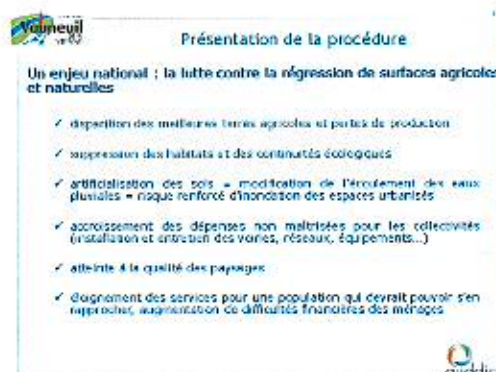 Vouneuil
Présentation de la procédure
Un enjeu national : la lutte contre la régression de surfaces agricoles
et naturelles
✓ disparition des meilleures terres agricoles et pertes de production
✓ suppression des habitats et des continuités écologiques
✓ artificialisation des sols = modification de l'écoulement des eaux
pluviales = risque renforcé d'inondation des espaces urbanisés
✓ accroissement des dépenses non maîtrisées pour les collectivités
(installation et entretien des voiries, réseaux, équipements...)
✓ atteinte à la qualité des paysages
✓ éloignement des services pour une population qui devrait pouvoir s'en
rapprocher, augmentation de difficultés financières des ménages